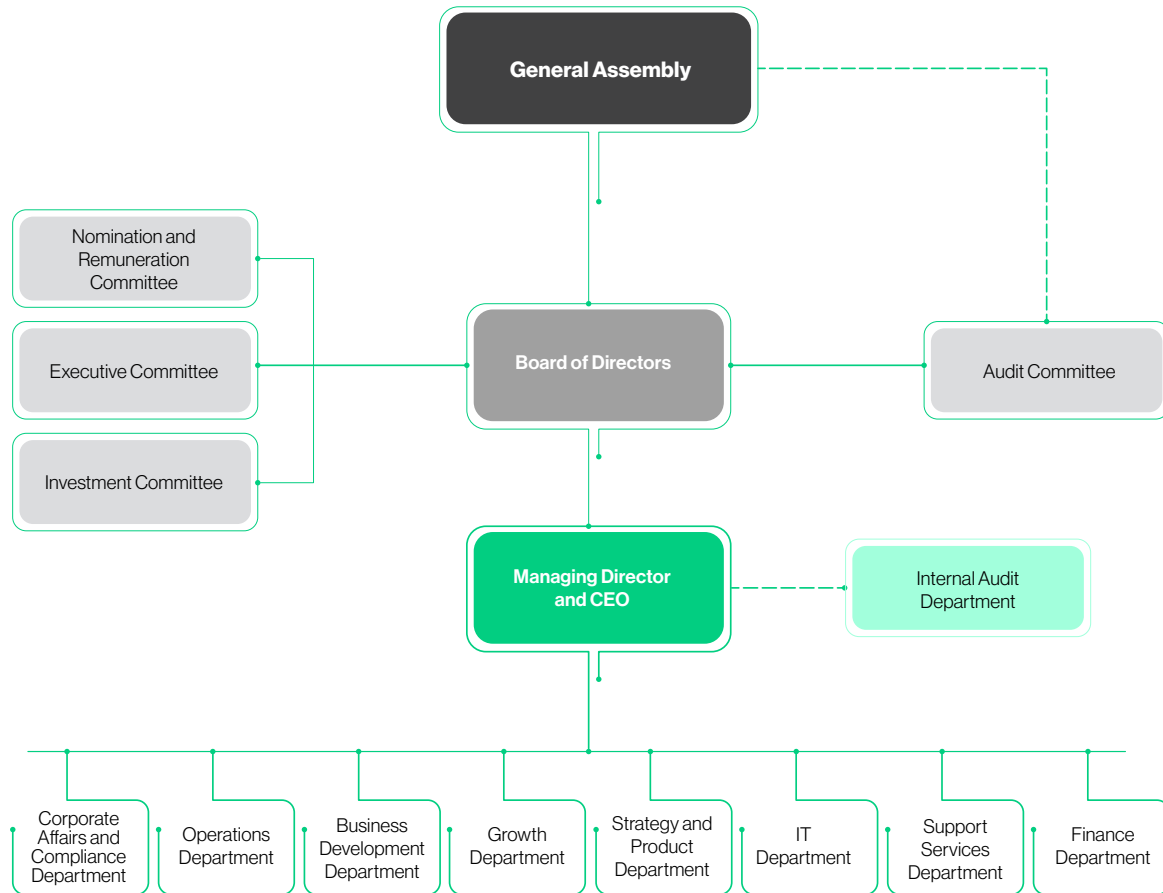 General Assembly
Nomination and
Remuneration
Committee
Executive Committee
Board of Directors
Audit Committee
Investment Committee
Managing Director
and CEO
Internal Audit
Department
Corporate
Affairs and
Compliance
Department
Operations
Department
Business
Development
Department
Growth
Department
Strategy and
Product
Department
IT
Department
Support
Services
Department
Finance
Department